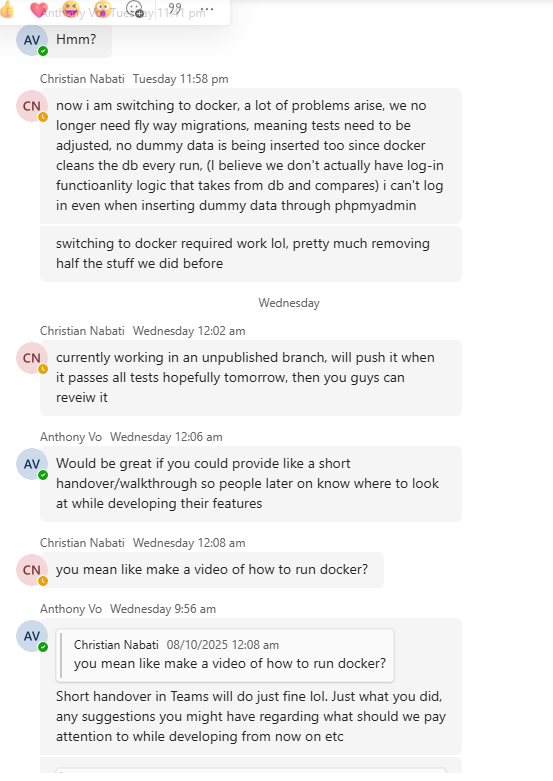 Anthony Vo Tuesday 11:41 pm
AV
Hmm?
Christian Nabati Tuesday 11:58 pm
CN
now i am switching to docker, a lot of problems arise, we no
longer need fly way migrations, meaning tests need to be
adjusted, no dummy data is being inserted too since docker
cleans the db every run, (I believe we don't actually have log-in
functioanlity logic that takes from db and compares) i can't log
in even when inserting dummy data through phpmyadmin
switching to docker required work lol, pretty much removing
half the stuff we did before
Wednesday
Christian Nabati Wednesday 12:02 am
CN
currently working in an unpublished branch, will push it when
it passes all tests hopefully tomorrow, then you guys can
reveiw it
Anthony Vo Wednesday 12:06 am
AV
Would be great if you could provide like a short
handover/walkthrough so people later on know where to look
at while developing their features
Christian Nabati Wednesday 12:08 am
CN
you mean like make a video of how to run docker?
Anthony Vo Wednesday 9:56 am
AV
Christian Nabati 08/10/2025 12:08 am
you mean like make a video of how to run docker?
Short handover in Teams will do just fine lol. Just what you did,
any suggestions you might have regarding what should we pay
attention to while developing from now on etc